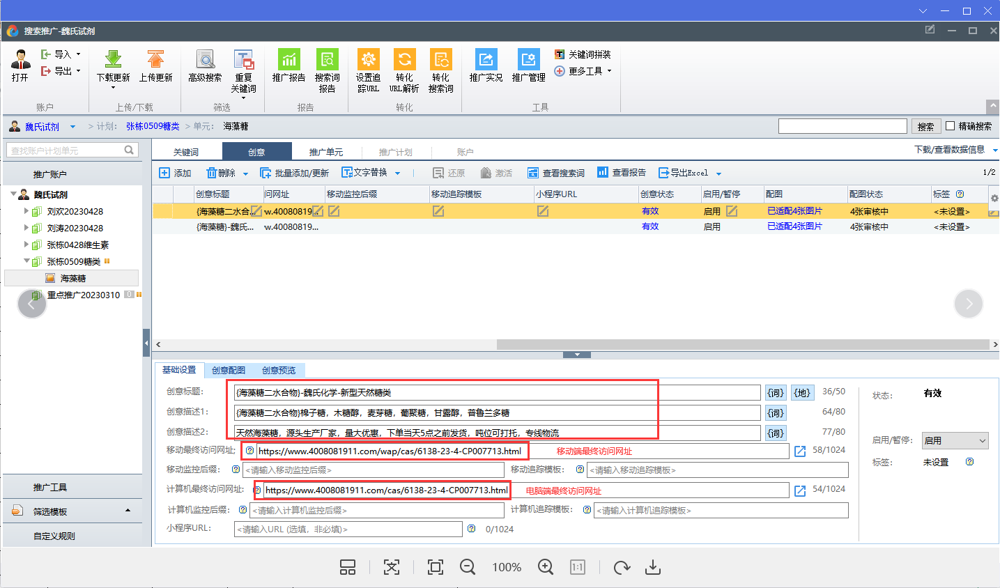 搜索推广-魏氏试剂
打开
导入
导出
账户
下载更新
上传更新
上传/下载
高级搜索
重复
关键词
筛选
推广报告
搜索词
报告
报告
设置追
踪URL
转化
URL解析
转化
搜索词
转化
推广实况
推广管理
关键词拼装
更多工具
工具
魏氏试剂 > 计划: 张栋0509糖类 > 单元: 海藻糖
搜索 精确搜索
查找账户计划单元
关键词 创意 推广单元 推广计划 账户
下载/查看数据信息
推广账户
添加 删除 批量添加/更新 文字替换 还原 激活 查看搜索词 查看报告 导出Excel 1/2
创意标题 问网址 移动监控后缀 移动追踪模板 小程序URL 创意状态 启用/暂停 配图 配图状态 标签
{海藻糖二水合... w.40080819... 有效 启用 已适配4张图片 4张审核中 <未设置>
{海藻糖}-魏氏... w.40080819... 有效 启用 已适配4张图片 4张审核中 <未设置>
魏氏试剂
刘欢20230428
刘涛20230428
张栋0428维生素
张栋0509糖类
海藻糖
重点推广20230310 0
推广工具
筛选模板
自定义规则
基础设置 创意配图 创意预览
创意标题: {海藻糖二水合物}-魏氏化学-新型天然糖类 {词} {地} 36/50
创意描述1: {海藻糖二水合物}棉子糖，木糖醇，麦芽糖，葡聚糖，甘露醇，普鲁兰多糖 {词} 64/80
创意描述2: 天然海藻糖，源头生产厂家，量大优惠，下单当天5点之前发货，吨位可打托，专线物流 {词} 77/80
移动最终访问网址: https://www.4008081911.com/wap/cas/6138-23-4-CP007713.html 移动端最终访问网址 58/1024
移动监控后缀: <请输入移动监控后缀> 移动追踪模板: <请输入移动追踪模板>
计算机最终访问网址: https://www.4008081911.com/cas/6138-23-4-CP007713.html 电脑端最终访问网址 54/1024
计算机监控后缀: <请输入计算机监控后缀> 计算机追踪模板: <请输入计算机追踪模板>
小程序URL: <请输入URL (选填，非必填)> 0/1024
状态: 有效
启用/暂停: 启用
标签: 未设置
100%
1:1